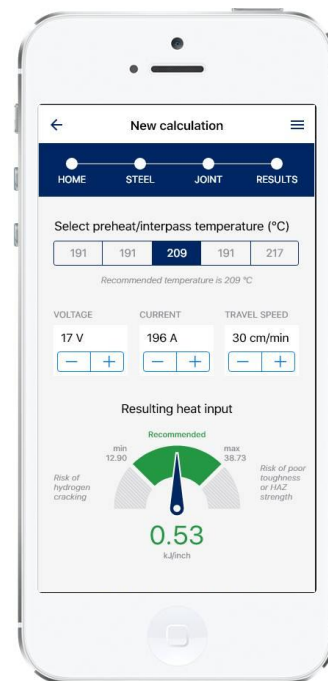 New calculation
HOME STEEL JOINT RESULTS
Select preheat/interpass temperature (°C)
191 191 209 191 217
Recommended temperature is 209 °C
VOLTAGE CURRENT TRAVEL SPEED
17 V 196 A 30 cm/min
− + − + − +
Resulting heat input
Recommended
min
12.90
max
38.73
Risk of
hydrogen
cracking
Risk of poor
toughness
or HAZ
strength
0.53
kJ/inch